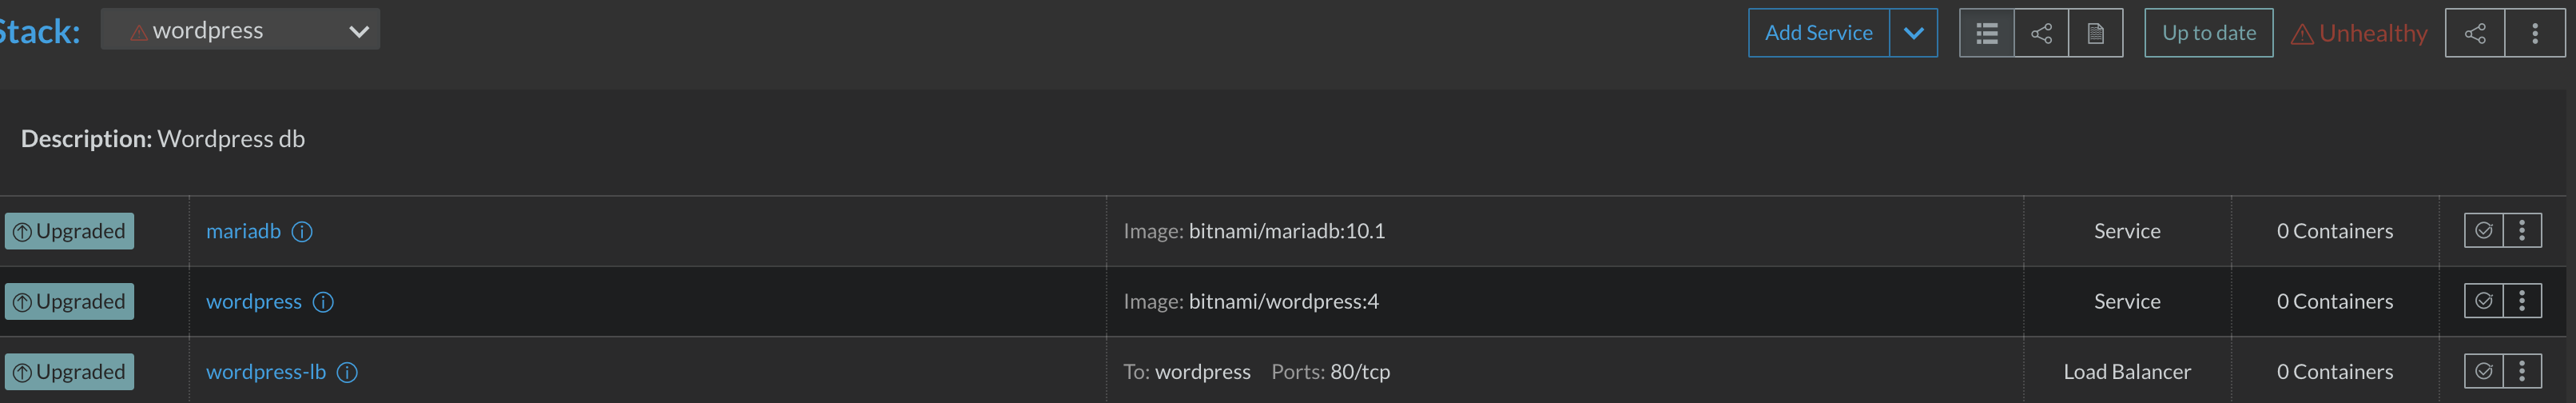 Stack: wordpress Add Service Up to date Unhealthy
Description: Wordpress db
Upgraded mariadb Image: bitnami/mariadb:10.1 Service 0 Containers
Upgraded wordpress Image: bitnami/wordpress:4 Service 0 Containers
Upgraded wordpress-lb To: wordpress Ports: 80/tcp Load Balancer 0 Containers